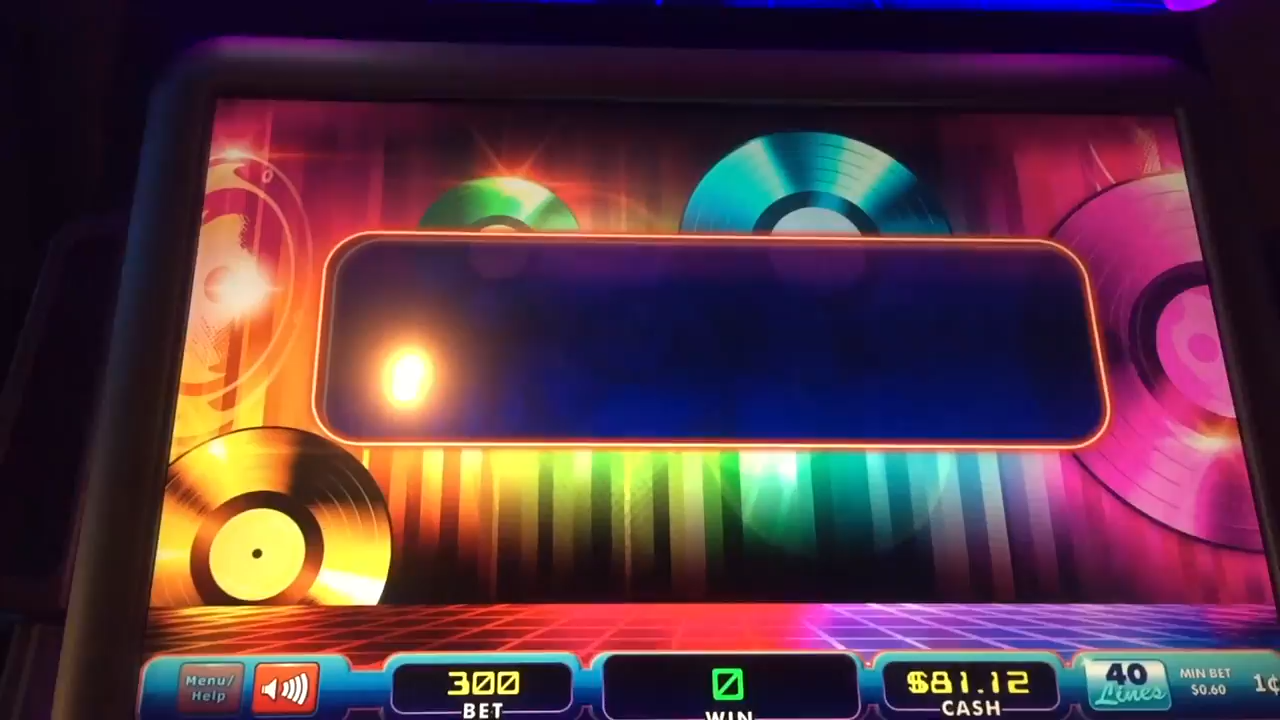 Menu/
Help
300
BET
0
WIN
$81.12
CASH
40
Lines
MIN BET
$0.60
1¢